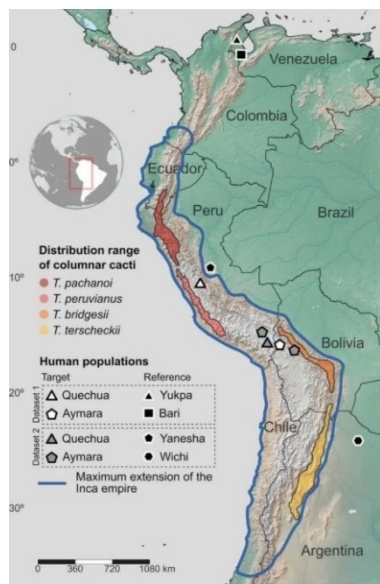 0
Venezuela
Colombia
0°
Ecuador
Peru
Brazil
Distribution range
of columnar cacti
T. pachanoi
T. peruvianus
T. bridgesii
T. terscheckii
10°
Bolivia
Human populations
Target Reference
Dataset 1
Quechua Yukpa
Aymara Bari
20°
Dataset 2
Quechua Yanesha
Aymara Wichi
Chile
Maximum extension of the
Inca empire
30°
0 360 720 1080 km
Argentina